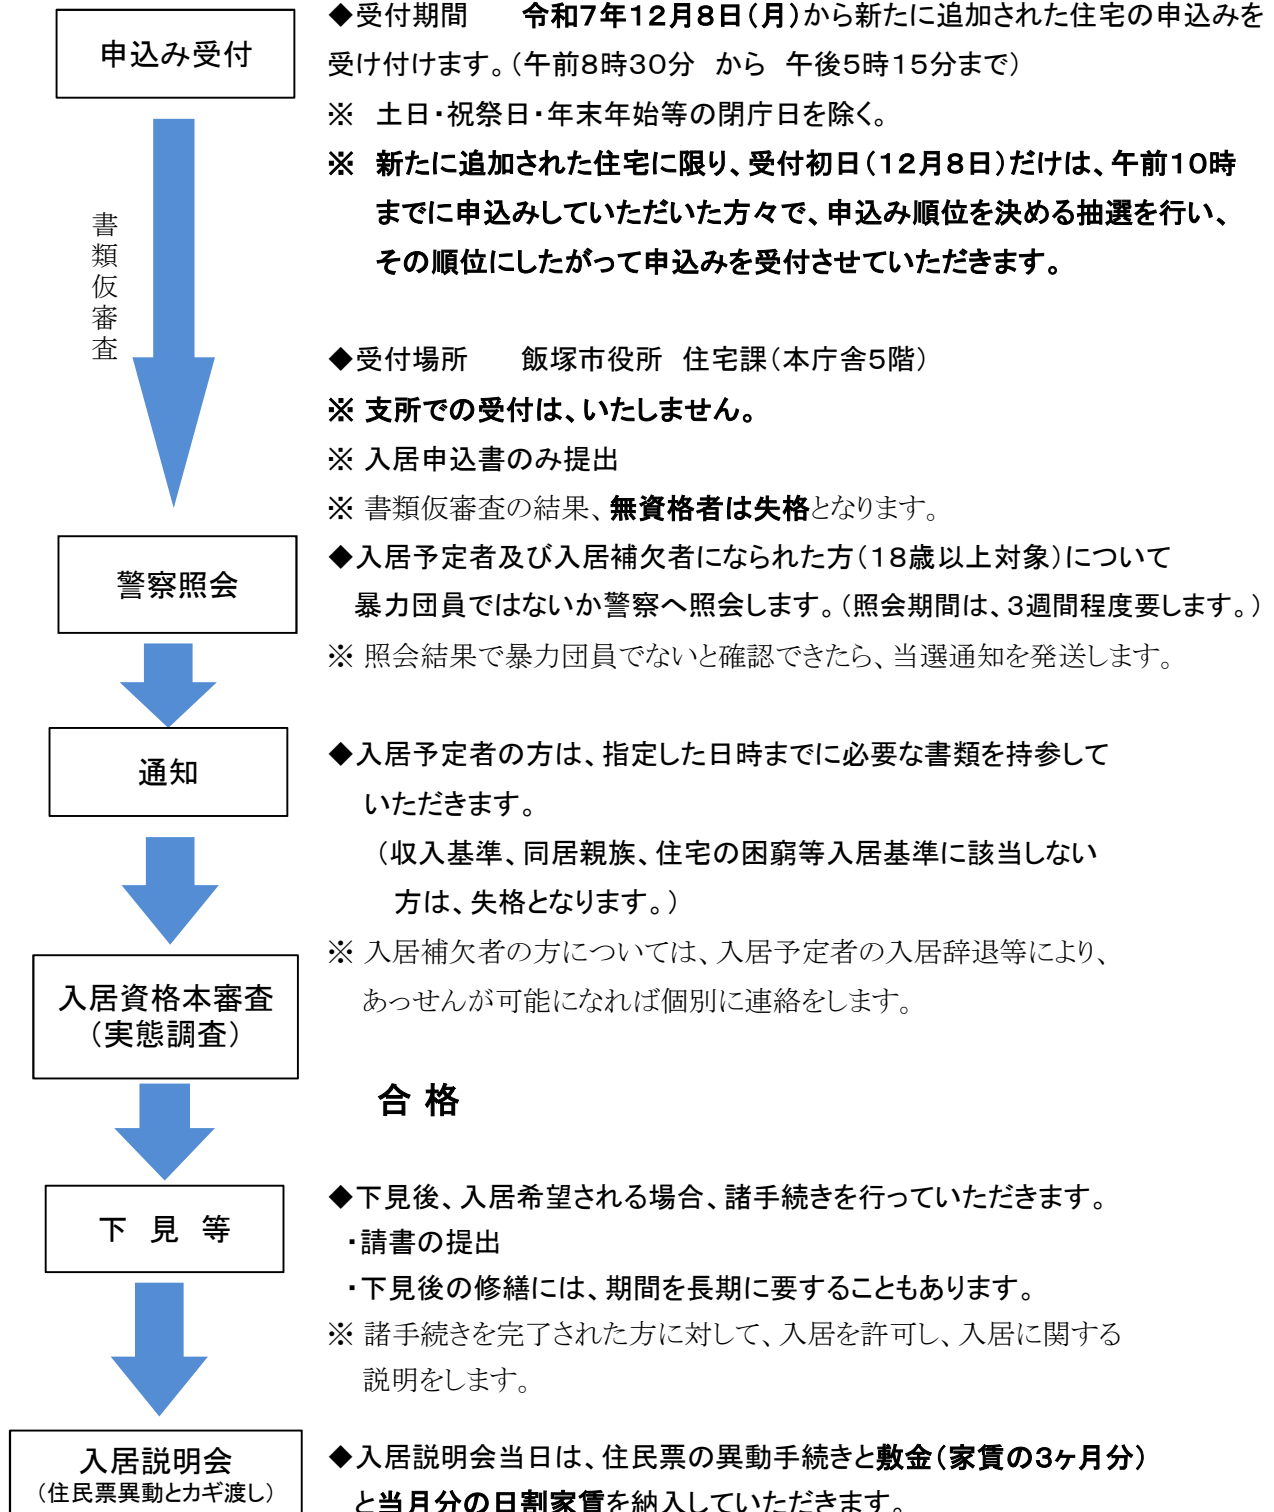 申込み受付
◆受付期間　　令和7年12月8日(月)から新たに追加された住宅の申込みを
受け付けます。(午前8時30分　から　午後5時15分まで)
※　土日・祝祭日・年末年始等の閉庁日を除く。
※　新たに追加された住宅に限り、受付初日(12月8日)だけは、午前10時
までに申込みしていただいた方々で、申込み順位を決める抽選を行い、
その順位にしたがって申込みを受付させていただきます。
書類仮審査
◆受付場所　　飯塚市役所　住宅課(本庁舎5階)
※ 支所での受付は、いたしません。
※ 入居申込書のみ提出
※ 書類仮審査の結果、無資格者は失格となります。
警察照会
◆入居予定者及び入居補欠者になられた方(18歳以上対象)について
暴力団員ではないか警察へ照会します。(照会期間は、3週間程度要します。)
※ 照会結果で暴力団員でないと確認できたら、当選通知を発送します。
通知
◆入居予定者の方は、指定した日時までに必要な書類を持参して
いただきます。
(収入基準、同居親族、住宅の困窮等入居基準に該当しない
方は、失格となります。)
※ 入居補欠者の方については、入居予定者の入居辞退等により、
あっせんが可能になれば個別に連絡をします。
入居資格本審査
(実態調査)
合 格
下 見 等
◆下見後、入居希望される場合、諸手続きを行っていただきます。
・請書の提出
・下見後の修繕には、期間を長期に要することもあります。
※ 諸手続きを完了された方に対して、入居を許可し、入居に関する
説明をします。
入居説明会
(住民票異動とカギ渡し)
◆入居説明会当日は、住民票の異動手続きと敷金(家賃の3ヶ月分)
と当月分の日割家賃を納入していただきます。